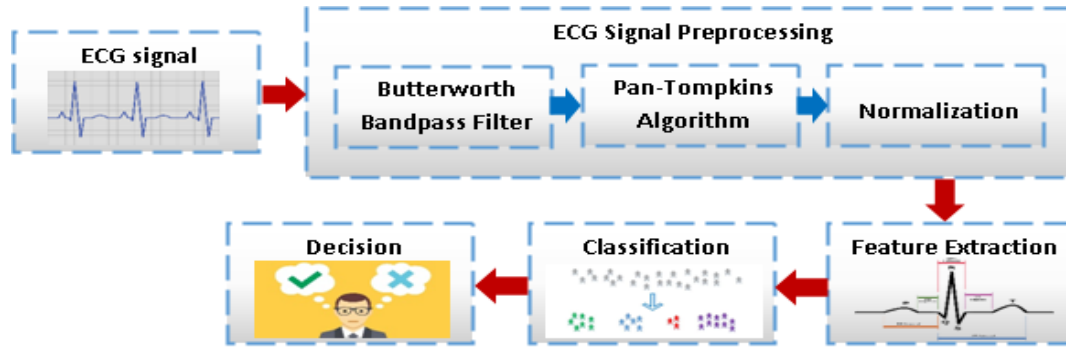 ECG signal
ECG Signal Preprocessing
Butterworth
Bandpass Filter
Pan-Tompkins
Algorithm
Normalization
Decision
Classification
Feature Extraction